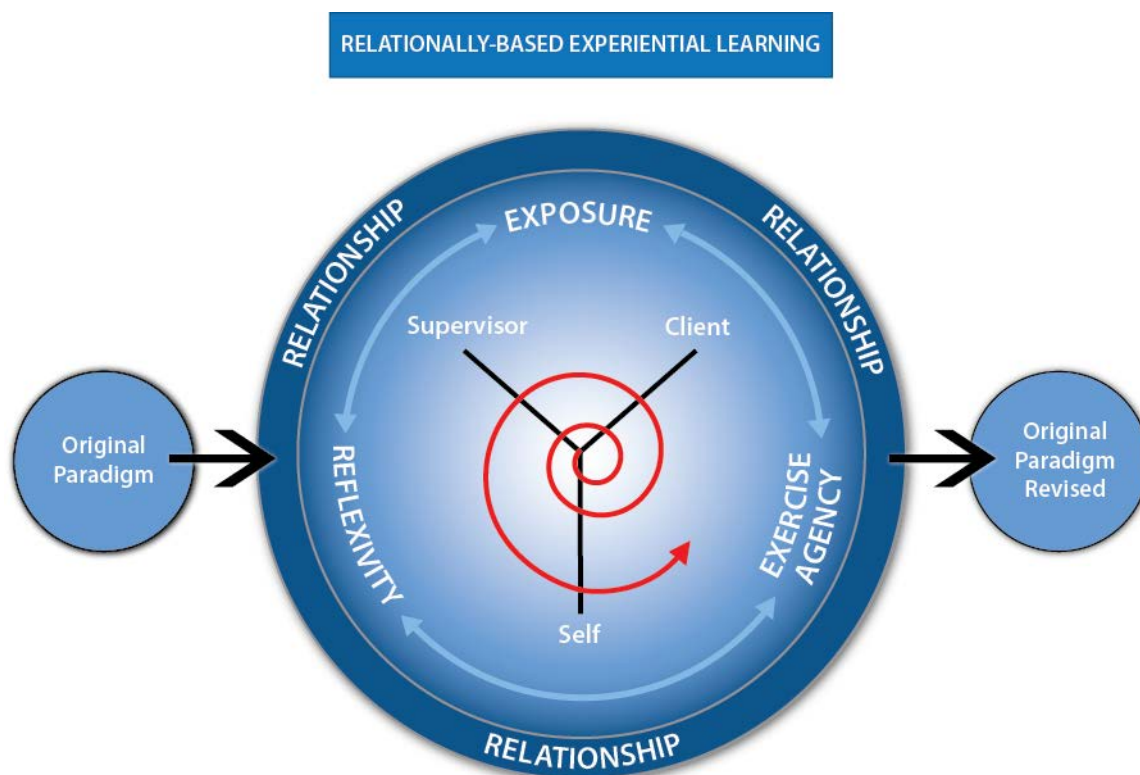 RELATIONALLY-BASED EXPERIENTIAL LEARNING
RELATIONSHIP
EXPOSURE
RELATIONSHIP
Supervisor
Client
Original
Paradigm
REFLEXIVITY
EXERCISE
AGENCY
Original
Paradigm
Revised
Self
RELATIONSHIP